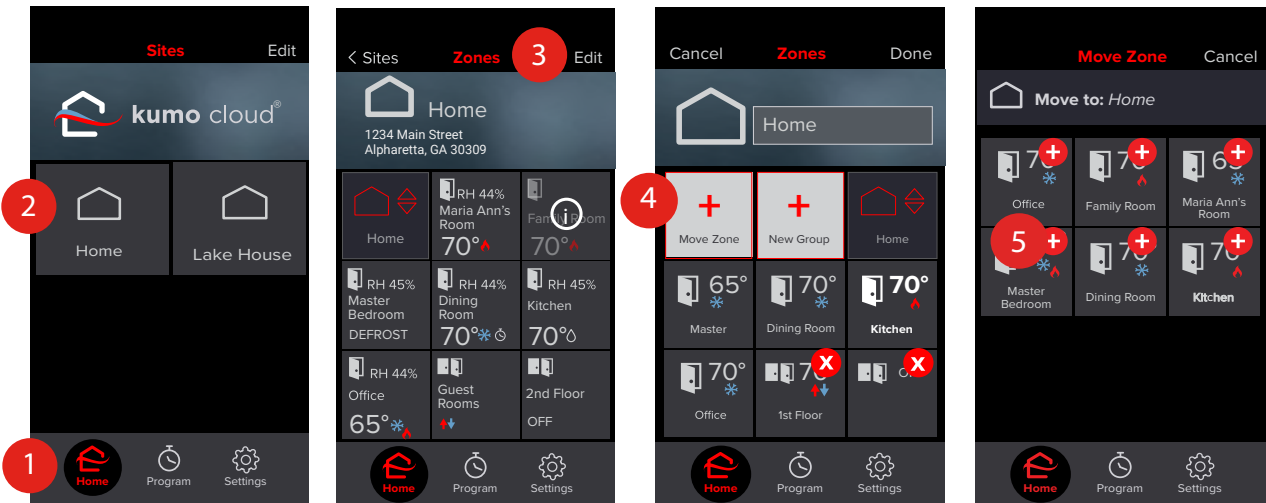 Sites Edit
kumo cloud®
2
Home Lake House
1
Home Program Settings
< Sites Zones 3 Edit
Home
1234 Main Street
Alpharetta, GA 30309
Home
RH 44%
Maria Ann's
Room
70°
i
Family Room
70°
RH 45%
Master
Bedroom
DEFROST
RH 44%
Dining
Room
70°
RH 45%
Kitchen
70°
RH 44%
Office
65°
Guest
Rooms
2nd Floor
OFF
Home Program Settings
Cancel Zones Done
Home
4
+ +
Move Zone New Group Home
65° 70° 70°
Master Dining Room Kitchen
70° X X
Office 1st Floor
Home Program Settings
Move Zone Cancel
Move to: Home
+ + +
Office Family Room
Maria Ann's
Room
5 + + +
Master
Bedroom
Dining Room KItchen
Home Program Settings